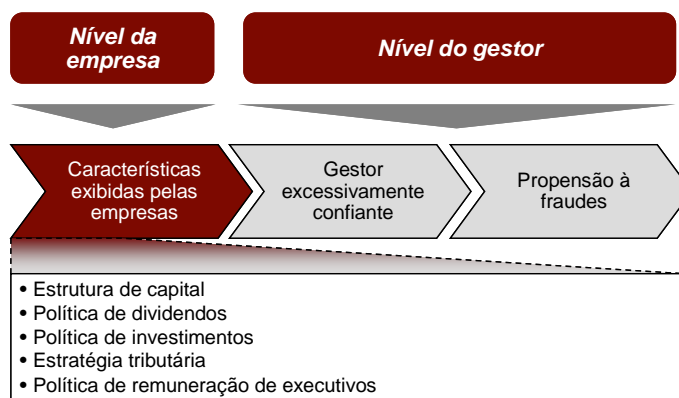 Nível da
empresa
Nível do gestor
Características
exibidas pelas
empresas
Gestor
excessivamente
confiante
Propensão à
fraudes
• Estrutura de capital
• Política de dividendos
• Política de investimentos
• Estratégia tributária
• Política de remuneração de executivos